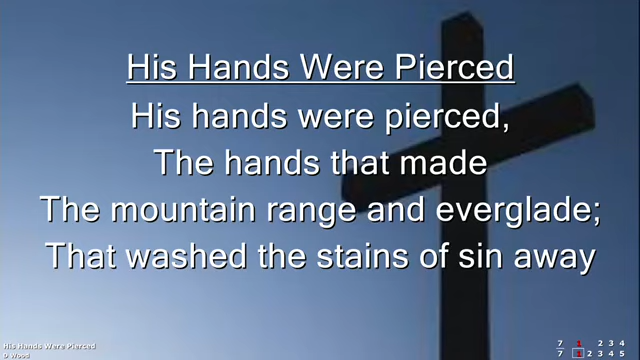 His Hands Were Pierced
His hands were pierced,
The hands that made
The mountain range and everglade;
That washed the stains of sin away
His Hands Were Pierced
D Wood
7 1 2 3 4
7 1 2 3 4 5